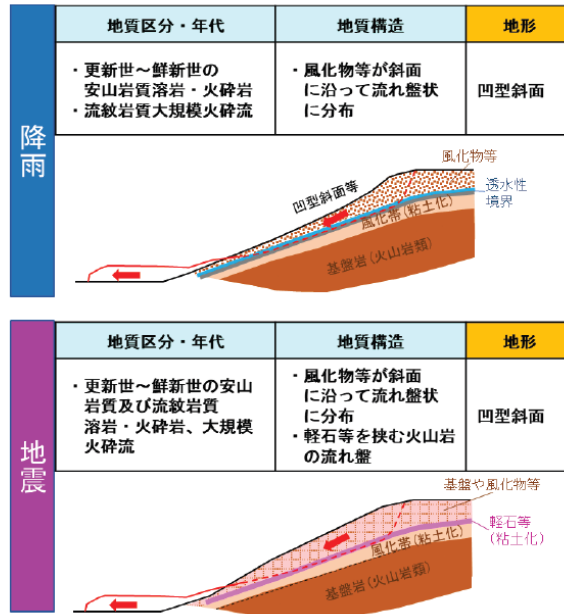 降雨
地質区分・年代
地質構造
地形
・更新世～鮮新世の
安山岩質溶岩・火砕岩
・流紋岩質大規模火砕流
・風化物等が斜面
に沿って流れ盤状
に分布
凹型斜面
風化物等
透水性
境界
凹型斜面等
風化帯(粘土化)
基盤岩(火山岩類)
地震
地質区分・年代
地質構造
地形
・更新世～鮮新世の安山
岩質及び流紋岩質
溶岩・火砕岩、大規模
火砕流
・風化物等が斜面
に沿って流れ盤状
に分布
・軽石等を挟む火山岩
の流れ盤
凹型斜面
基盤や風化物等
軽石等
(粘土化)
風化帯(粘土化)
基盤岩(火山岩類)